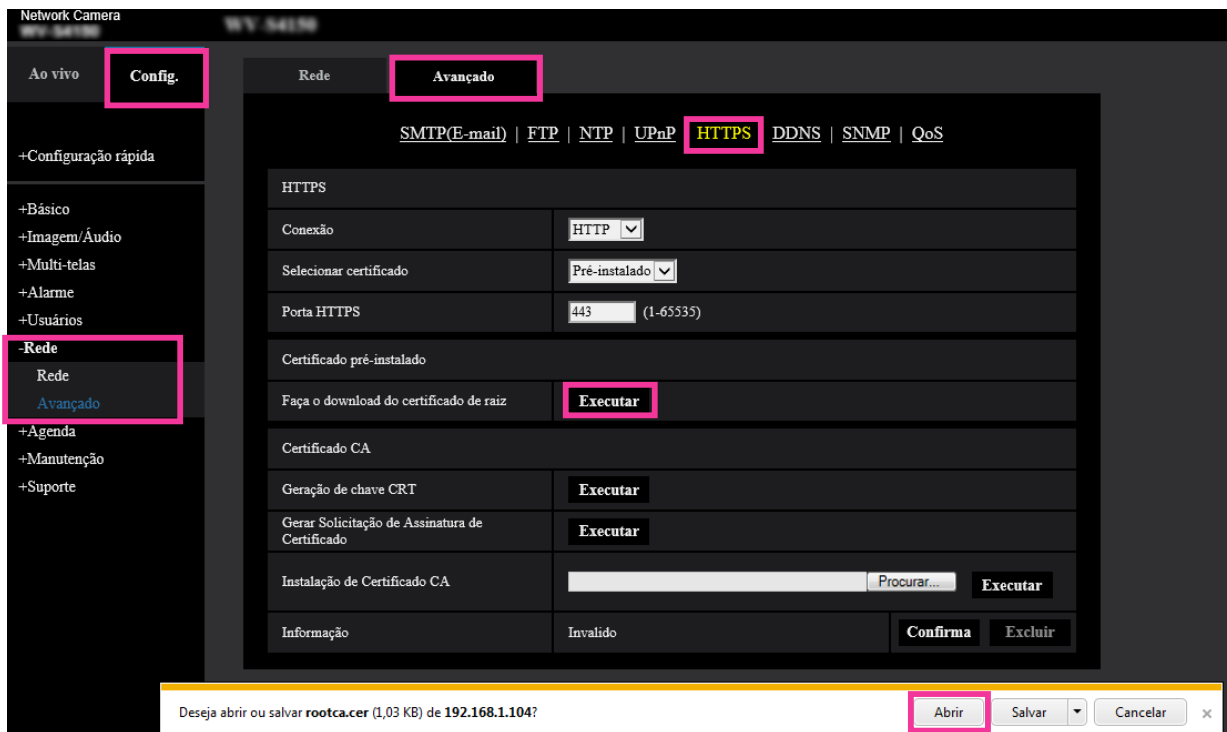 Network Camera
Ao vivo Config.
+Configuração rápida
+Básico
+Imagem/Áudio
+Multi-telas
+Alarme
+Usuários
-Rede
Rede
Avançado
+Agenda
+Manutenção
+Suporte
Rede Avançado
SMTP(E-mail) | FTP | NTP | UPnP HTTPS DDNS | SNMP | QoS
HTTPS
Conexão HTTP
Selecionar certificado Pré-instalado
Porta HTTPS 443 (1-65535)
Certificado pré-instalado
Faça o download do certificado de raiz Executar
Certificado CA
Geração de chave CRT Executar
Gerar Solicitação de Assinatura de
Certificado Executar
Instalação de Certificado CA Procurar... Executar
Informação Invalido Confirma Excluir
Deseja abrir ou salvar rootca.cer (1,03 KB) de 192.168.1.104? Abrir Salvar Cancelar ×